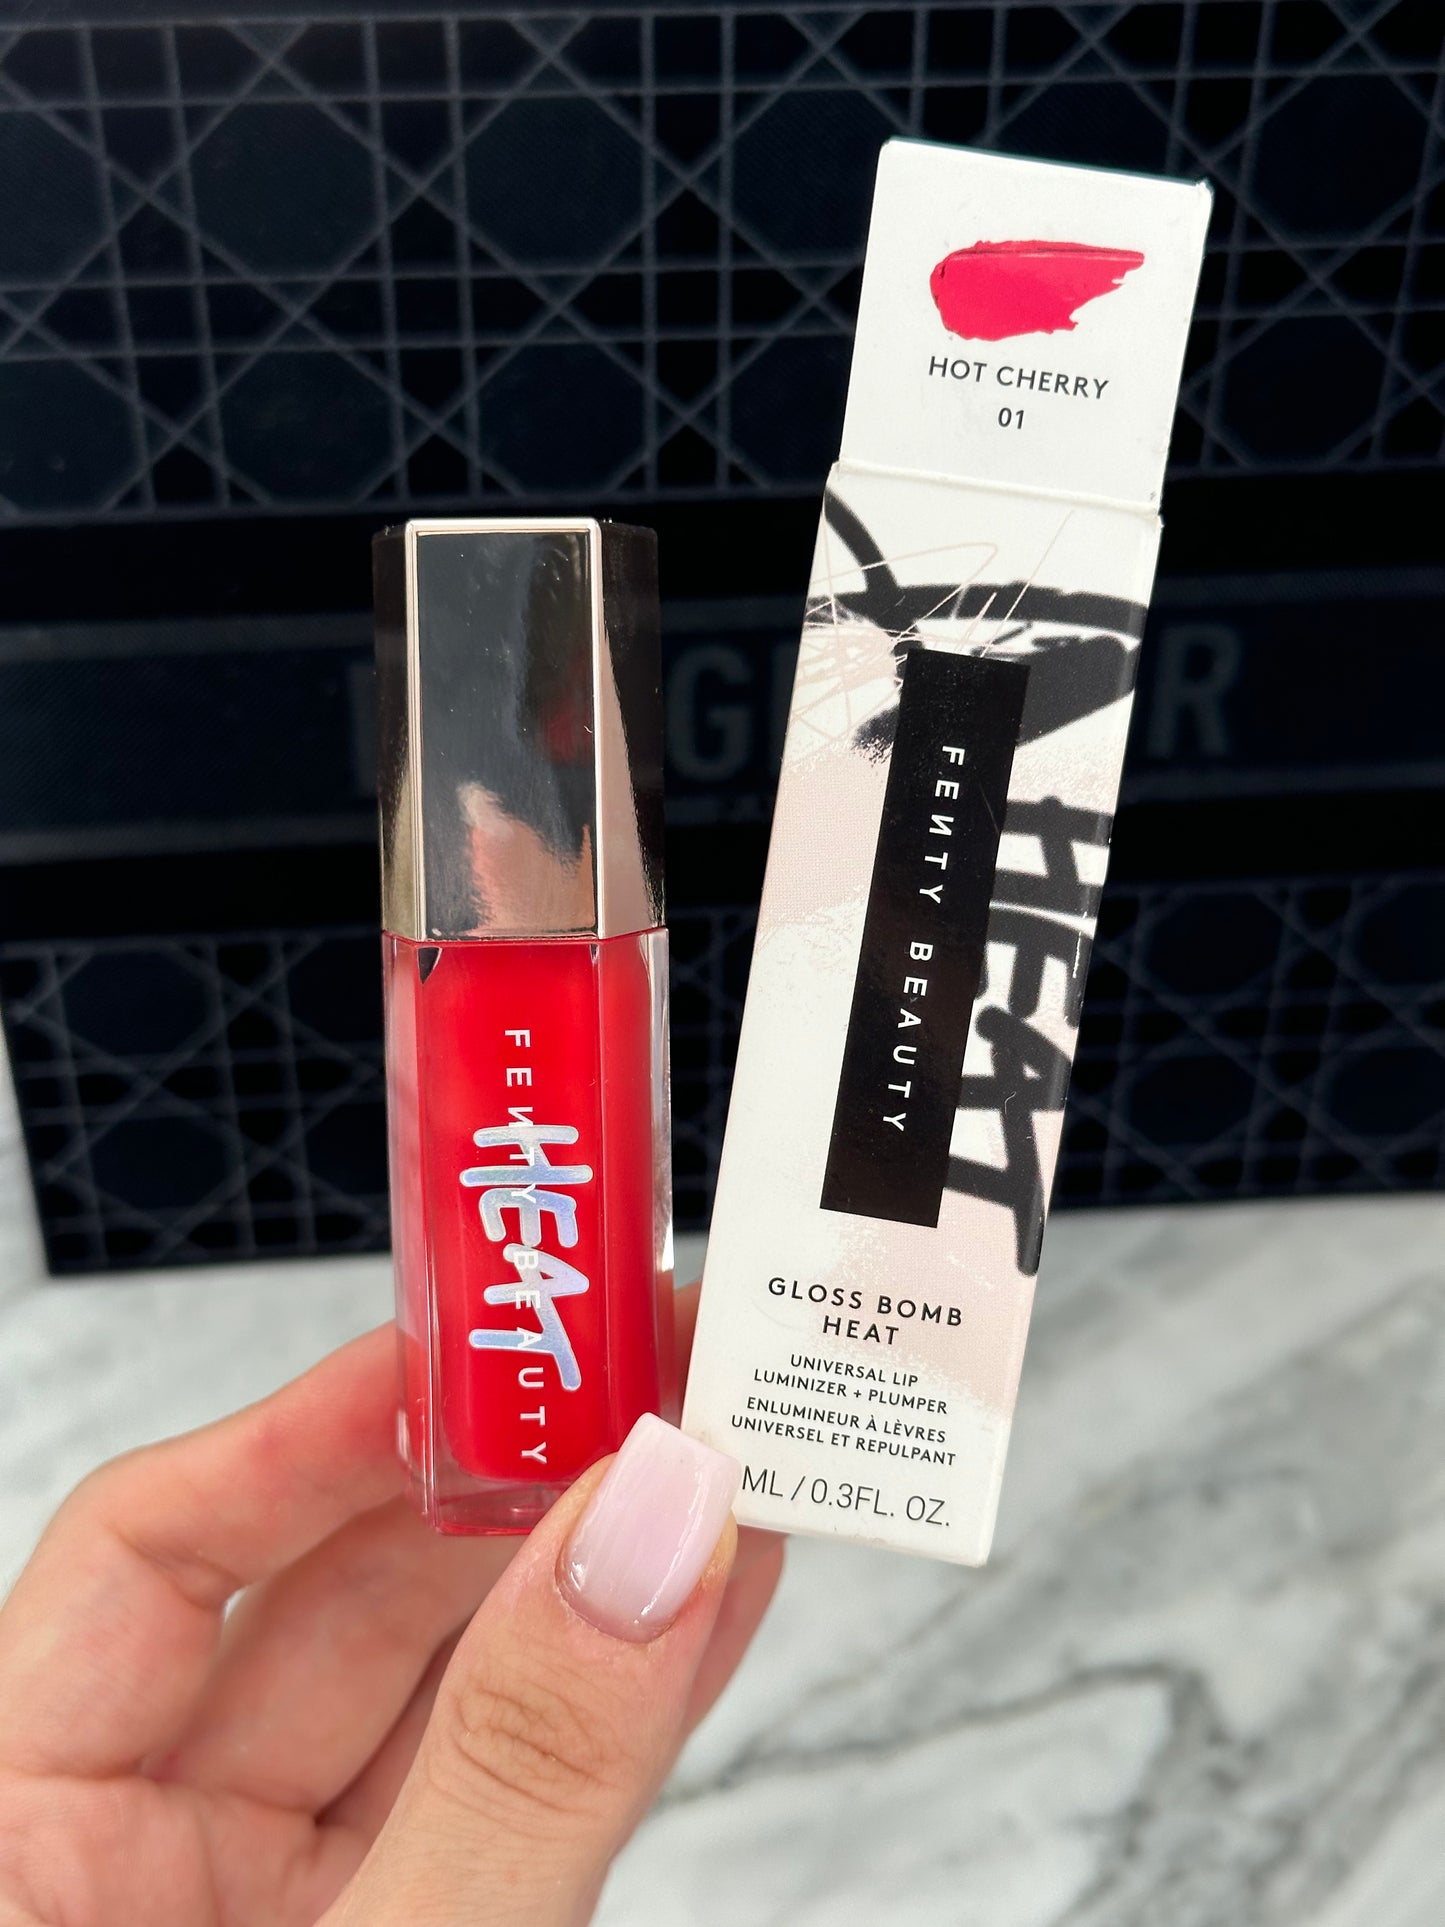 HOT CHERRY
01
FENTY BEAUTY
HEAT
GLOSS BOMB
HEAT
UNIVERSAL LIP
LUMINIZER + PLUMPER
ENLUMINEUR À LÈVRES
UNIVERSEL ET REPULPANT
ML / 0.3FL. OZ.
FENTY BEAUTY
HEAT